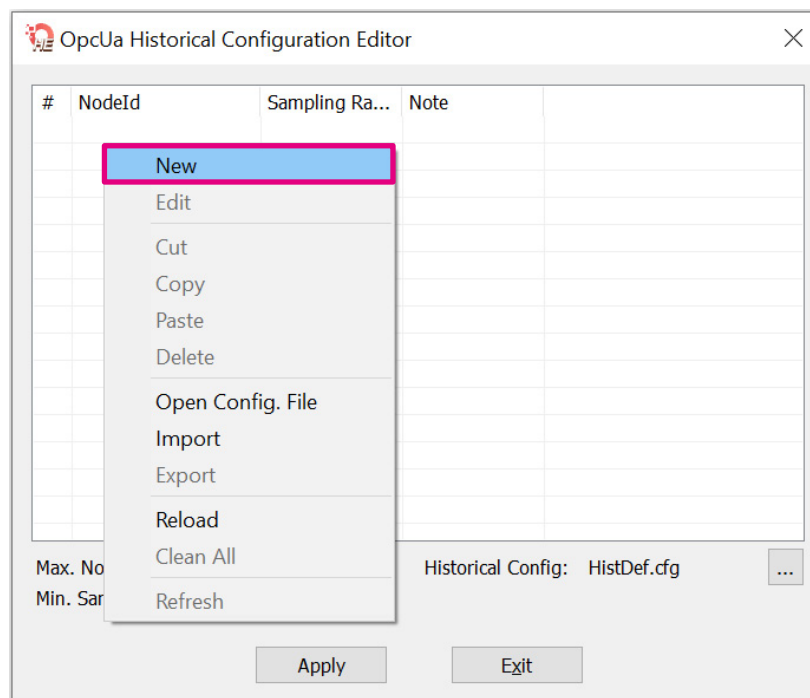 OpcUa Historical Configuration Editor
# NodeId Sampling Ra... Note
New
Edit
Cut
Copy
Paste
Delete
Open Config. File
Import
Export
Reload
Clean All
Refresh
Max. No Historical Config: HistDef.cfg ...
Min. Sar
Apply Exit